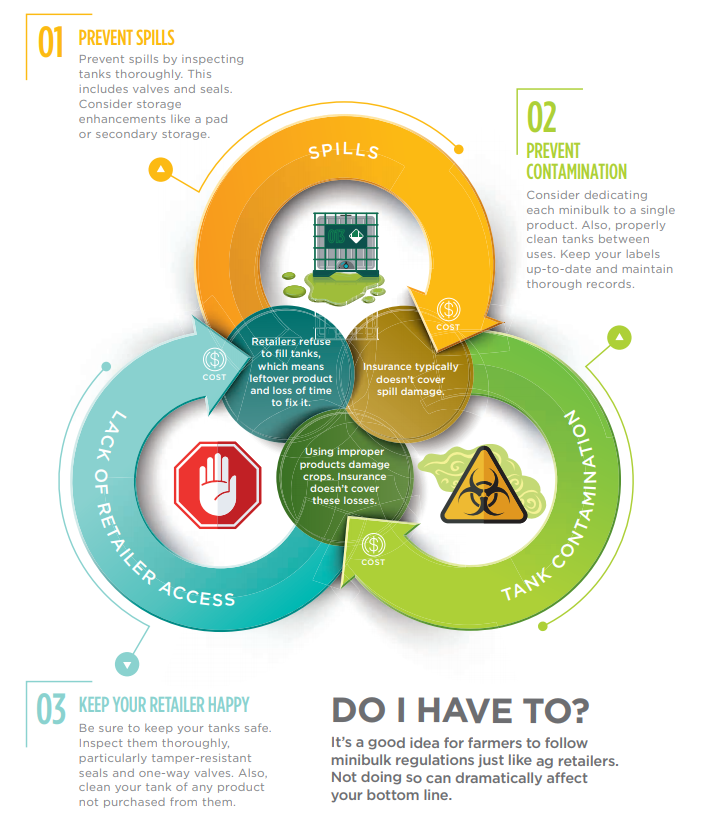 01 PREVENT SPILLS
Prevent spills by inspecting
tanks thoroughly. This
includes valves and seals.
Consider storage
enhancements like a pad
or secondary storage.
02
PREVENT
CONTAMINATION
Consider dedicating
each minibulk to a single
product. Also, properly
clean tanks between
uses. Keep your labels
up-to-date and maintain
thorough records.
SPILLS
$
COST
Retailers refuse
to fill tanks,
which means
leftover product
and loss of time
to fix it.
Insurance typically
doesn't cover
spill damage.
$
COST
Using improper
products damage
crops. Insurance
doesn't cover
these losses.
$
COST
LACK OF RETAILER ACCESS
TANK CONTAMINATION
03 KEEP YOUR RETAILER HAPPY
Be sure to keep your tanks safe.
Inspect them thoroughly,
particularly tamper-resistant
seals and one-way valves. Also,
clean your tank of any product
not purchased from them.
DO I HAVE TO?
It's a good idea for farmers to follow
minibulk regulations just like ag retailers.
Not doing so can dramatically affect
your bottom line.